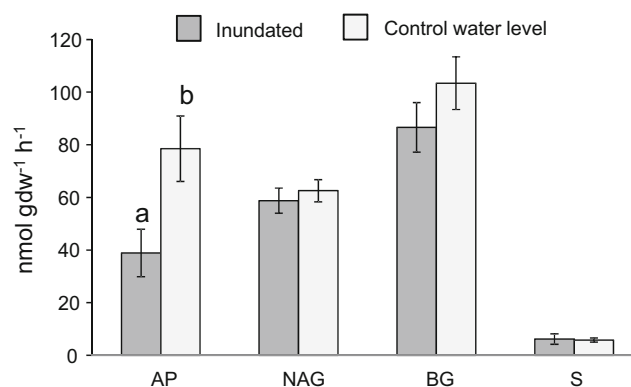 Inundated Control water level
nmol gdw⁻¹ h⁻¹
120
100
80
60
40
20
0
a
b
AP NAG BG S